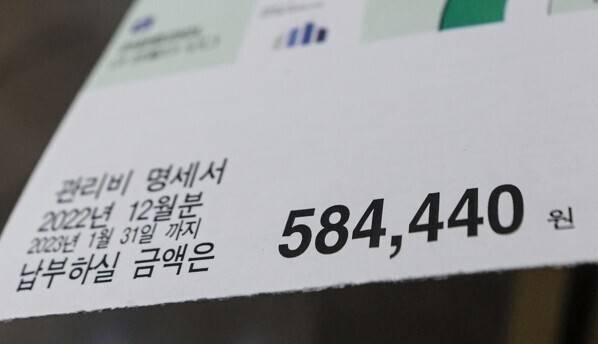 관리비 명세서
2022년 12월분
2023년 1월 31일 까지
납부하실 금액은 584,440 원